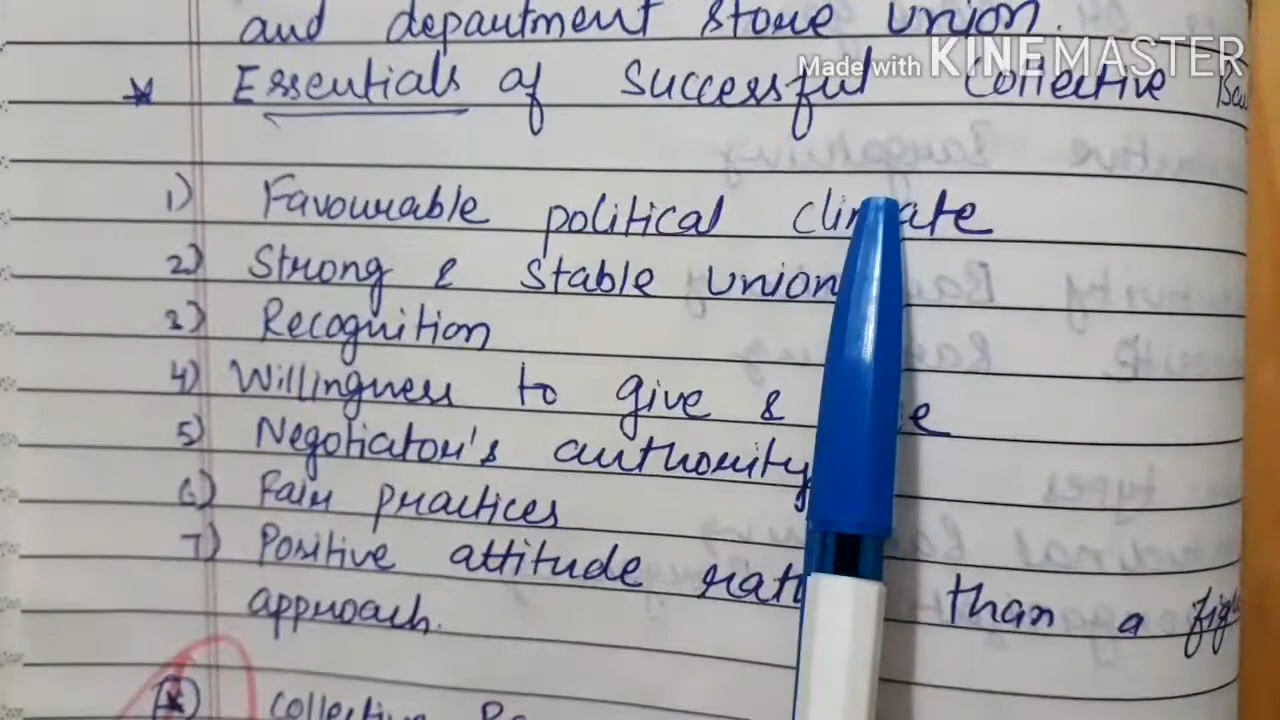 and department store union.
Made with KINEMASTER
* Essentials of Successful Collective
1) Favourable political climate
2) Strong & Stable Union
3) Recognition
4) Willingness to give &
5) Negotiator's authority
6) Fair practices
7) Positive attitude than a
approach.
* Collective